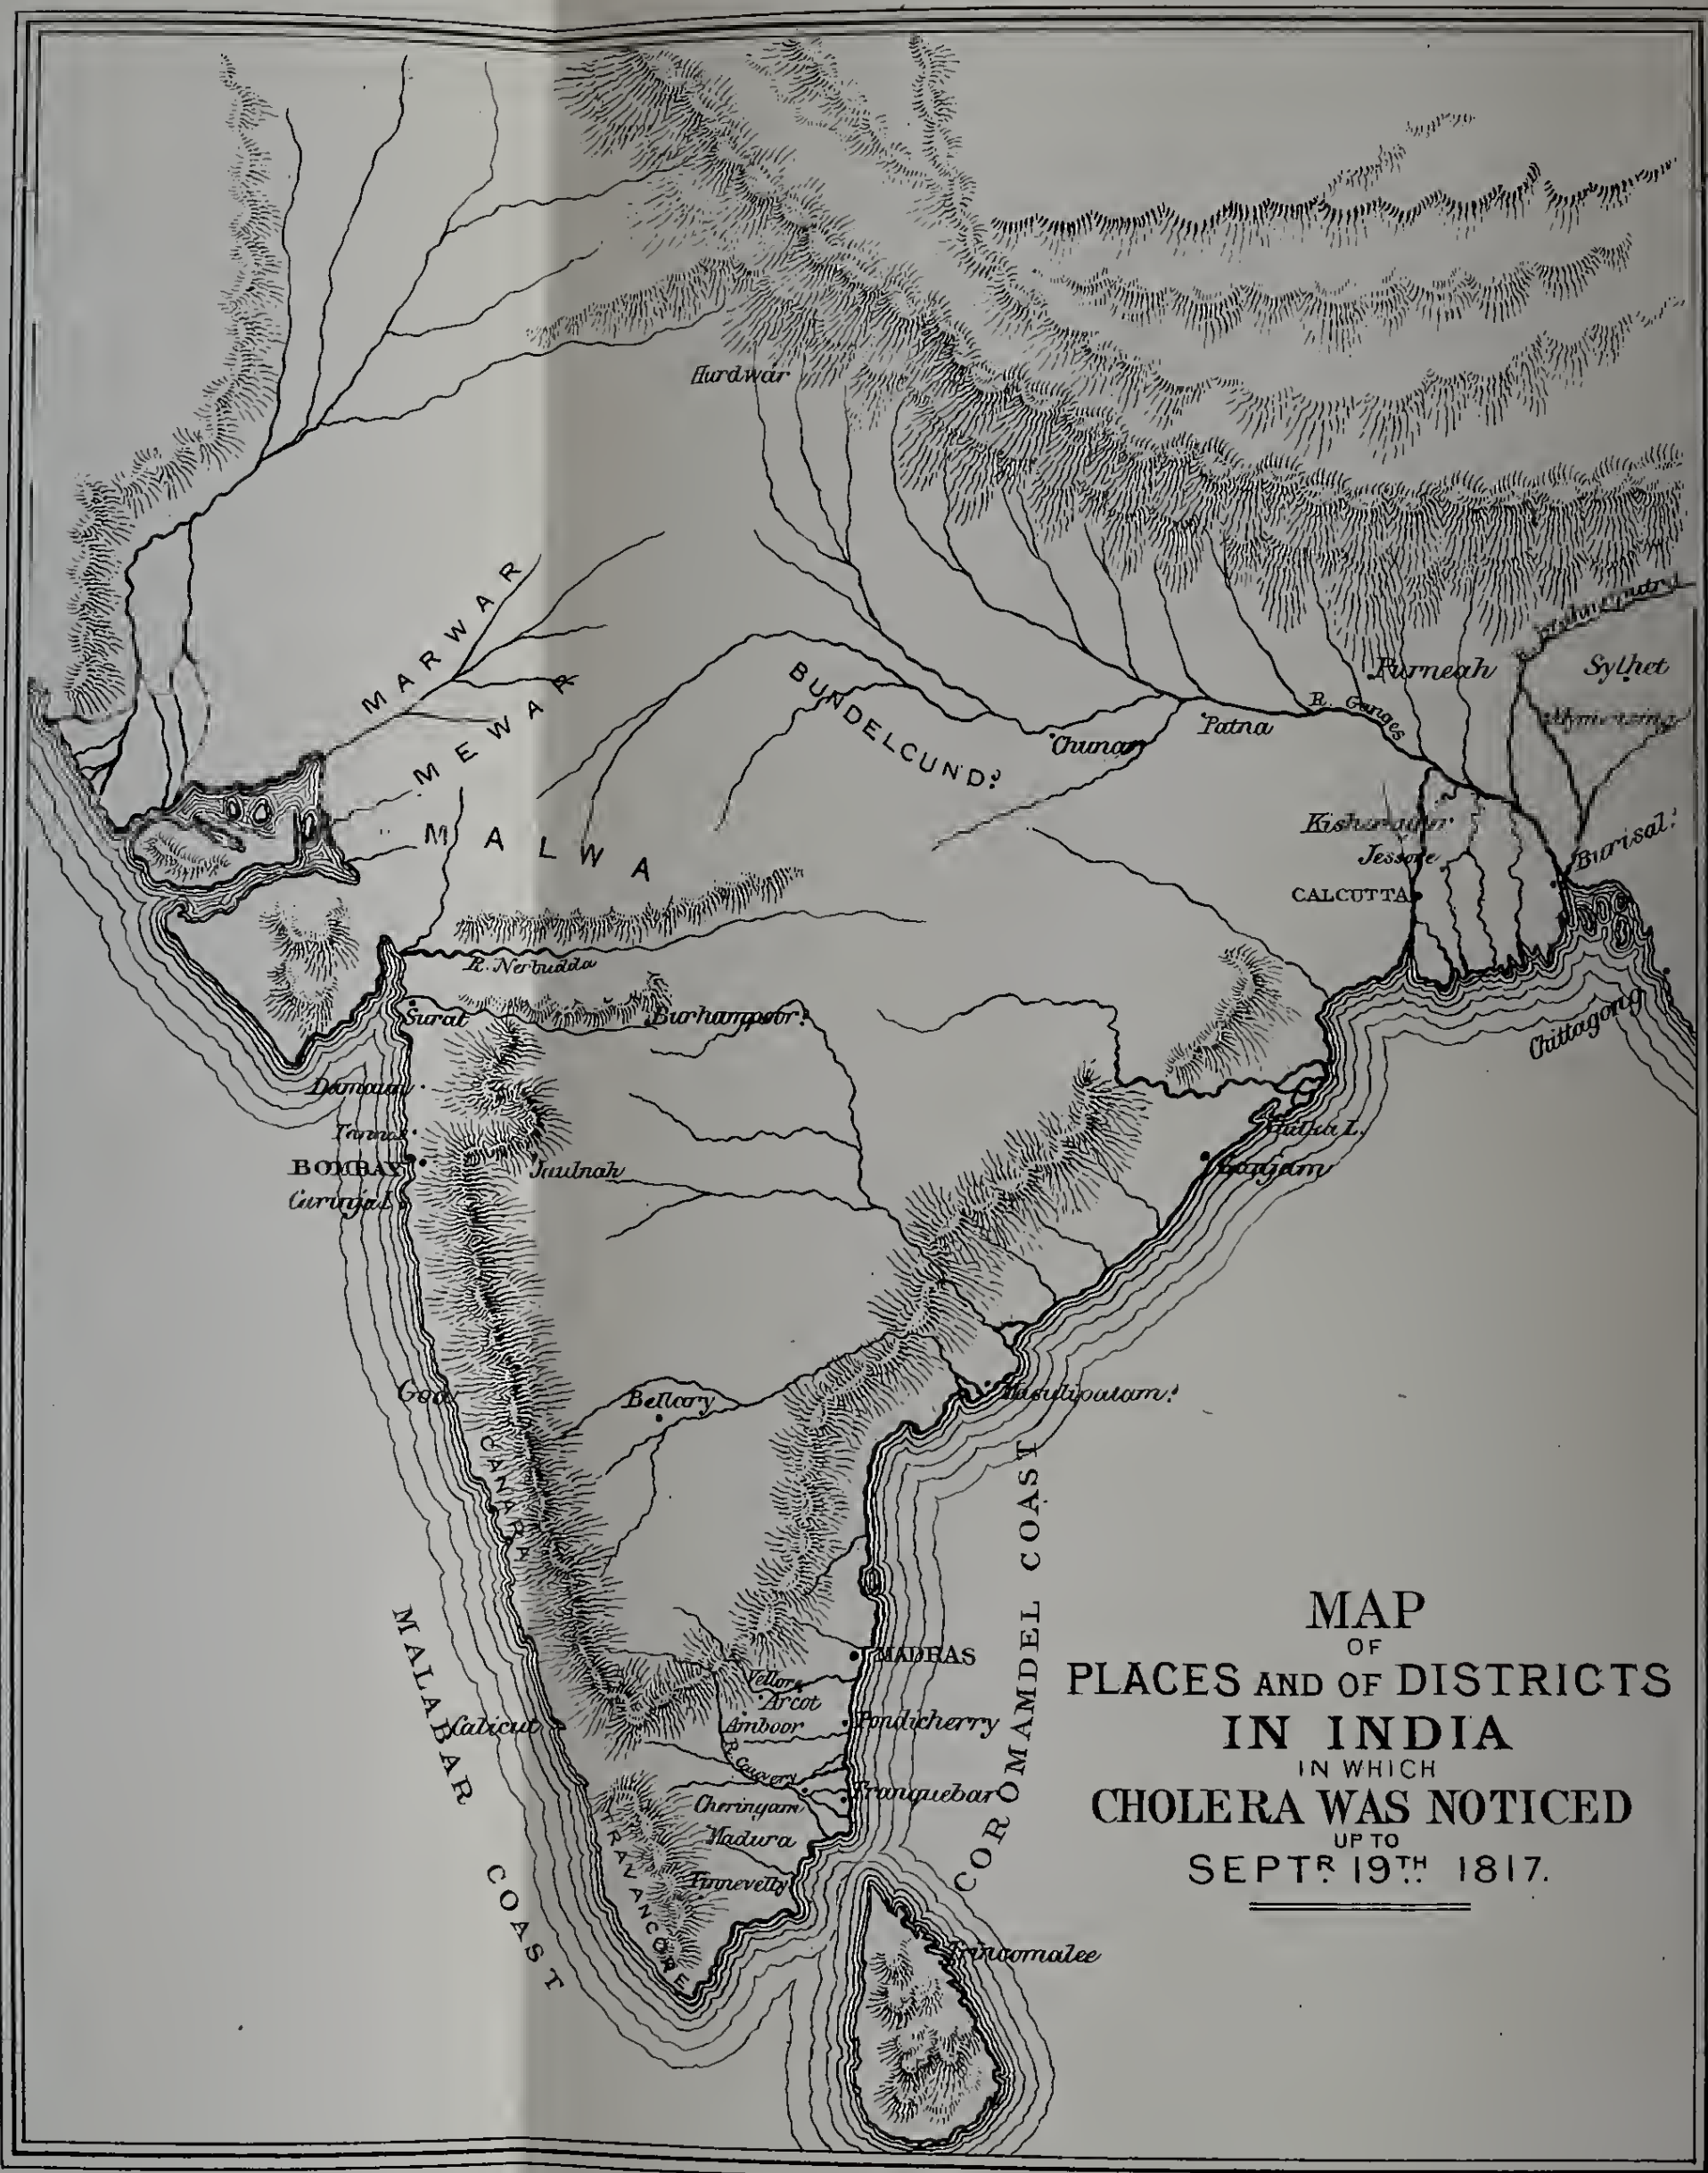 Hurdwar
MARWAR
MEWAR
MALWA
BUNDELCUND?
Chunar
Patna
R. Ganges
Purneah
Sylhet
Mymensing
Jessore
CALCUTTA
Burisal?
Chittagong
R. Nerbudda
Surat
Burhampoor?
Damaun
Tanna
BOMBAY
Jaulnah
Chilka L.
Ganjam
Goa
Bellary
Masulipatam?
CANARA
MALABAR COAST
COROMAMDEL COAST
MADRAS
Vellore
Arcot
Amboor
Pondicherry
Calicut
R. Cauvery
Tranquebar
Cheringam
Madura
Tinnevelly
TRAVANCORE
Trincomalee
MAP
OF
PLACES AND OF DISTRICTS
IN INDIA
IN WHICH
CHOLERA WAS NOTICED
UP TO
SEPTR. 19TH. 1817.